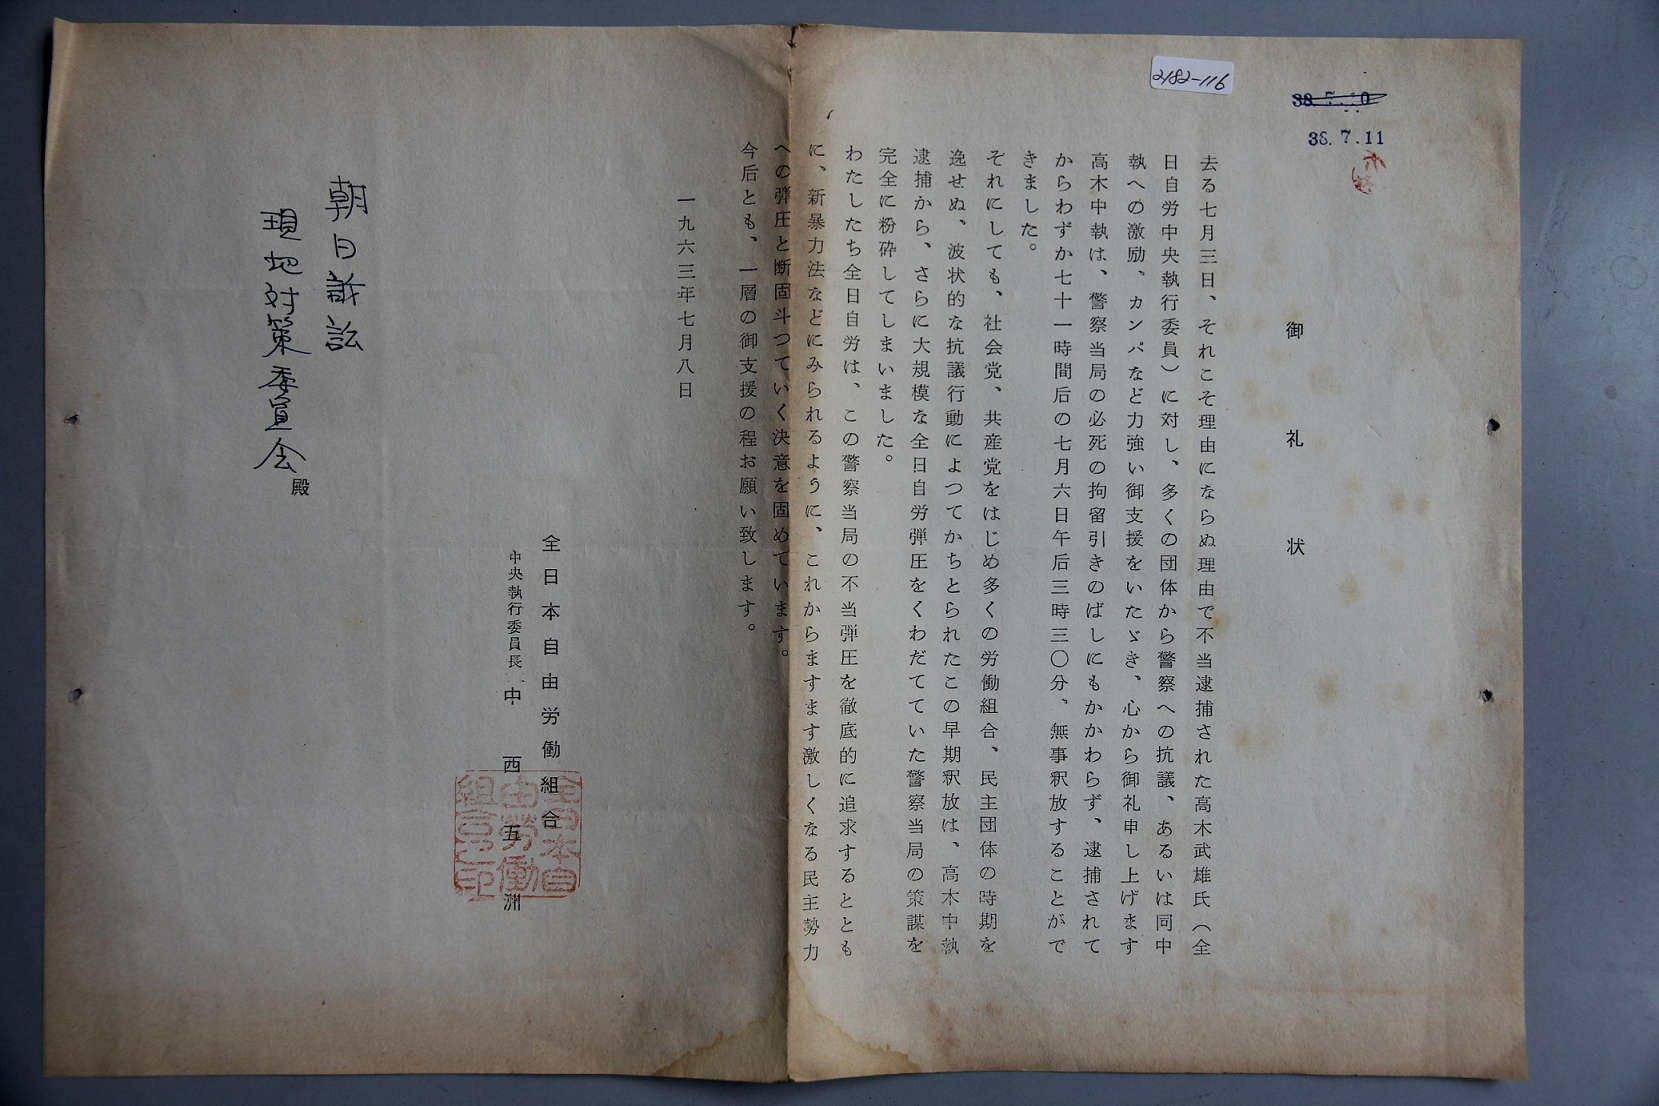 2182-116
38.7.10
38.7.11
御礼状
去る七月三日、それこそ理由にならぬ理由で不当逮捕された高木武雄氏（全
日自労中央執行委員）に対し、多くの団体から警察への抗議、あるいは同中
執への激励、カンパなど力強い御支援をいたゞき、心から御礼申し上げます
高木中執は、警察当局の必死の拘留引きのばしにもかかわらず、逮捕されて
からわずか七十一時間后の七月六日午后三時三〇分、無事釈放することがで
きました。
ぞれにしても、社会党、共産党をはじめ多くの労働組合、民主団体の時期を
逸せぬ、波状的な抗議行動によつてかちとられたこの早期釈放は、高木中執
逮捕から、さらに大規模な全日自労弾圧をくわだてていた警察当局の策謀を
完全に粉砕してしまいました。
わたしたち全日自労は、この警察当局の不当弾圧を徹底的に追求するととも
に、新暴力法などにみられるように、これからますます激しくなる民主勢力
への弾圧と断固斗つていく決意を固めています。
今后とも、一層の御支援の程お願い致します。
一九六三年七月八日
全日本自由労働組合
中央執行委員長 中西五洲
全日本自
由労働
組合之印
朝日訴訟
現地対策委員会殿